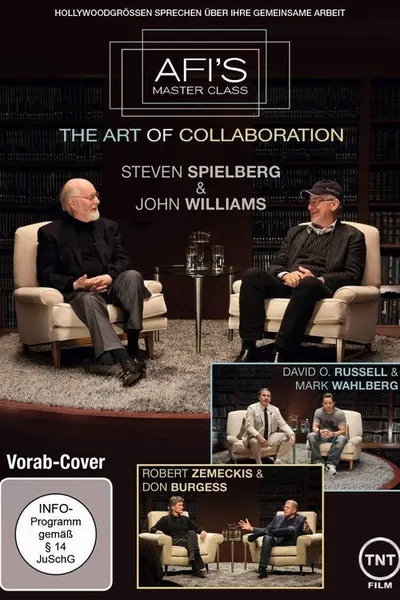 HOLLYWOODGRÖSSEN SPRECHEN ÜBER IHRE GEMEINSAME ARBEIT
AFI'S
MASTER CLASS
THE ART OF COLLABORATION
STEVEN SPIELBERG
&
JOHN WILLIAMS
DAVID O. RUSSELL &
MARK WAHLBERG
Vorab-Cover
ROBERT ZEMECKIS &
DON BURGESS
INFO-
Programm
gemäß
§ 14
JuSchG
TNT
FILM